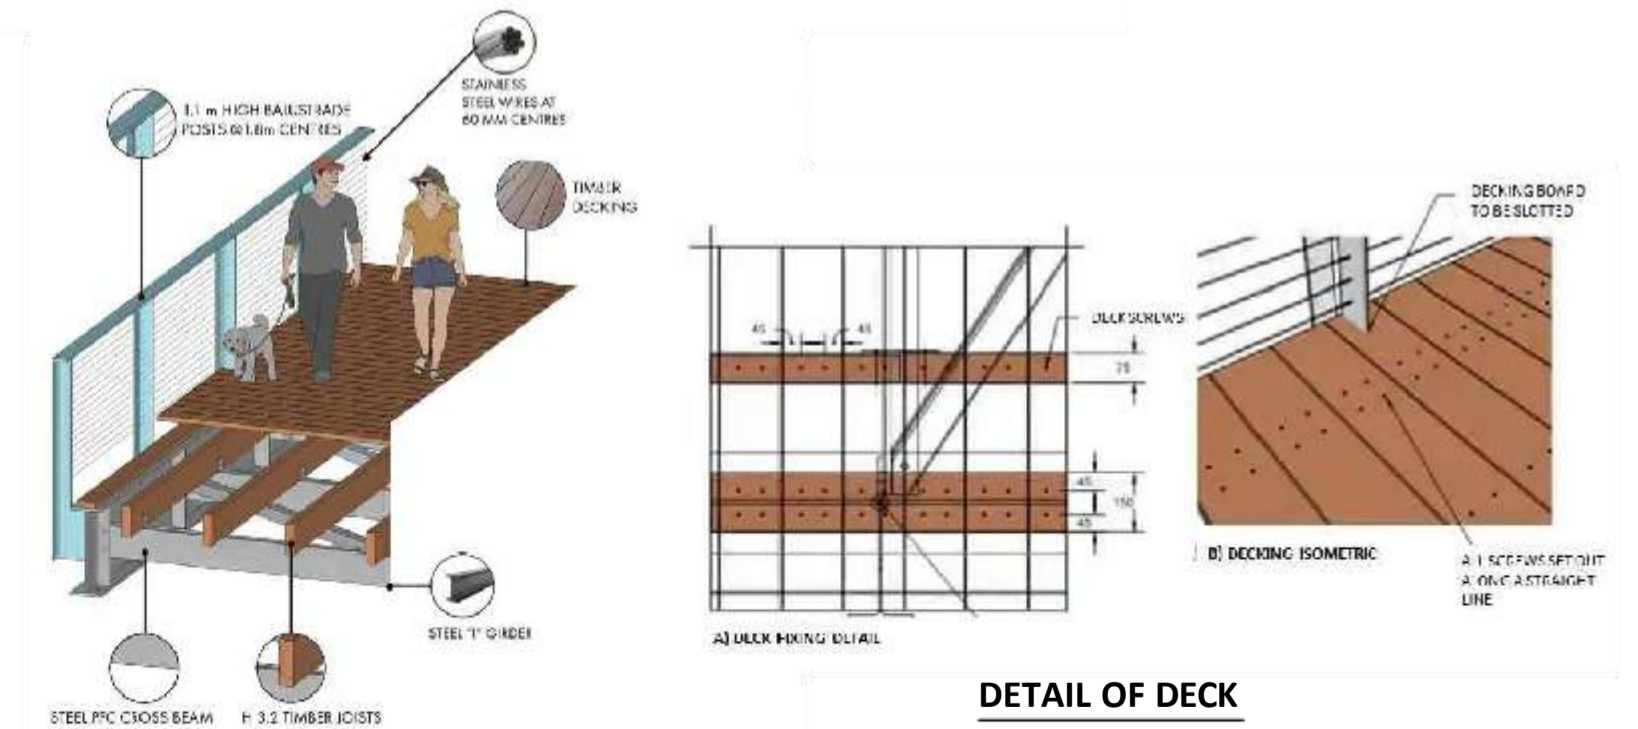 STAINLESS
STEEL WIRES AT
60 MM CENTRES
1.1 m HIGH BALUSTRADE
POSTS @1.8m CENTRES
TIMBER
DECKING
STEEL "I" GIRDER
STEEL PFC CROSS BEAM
H 3.2 TIMBER JOISTS
45
45
DECK SCREWS
75
45
150
45
A) DECK FIXING DETAIL
DECKING BOARD
TO BE SLOTTED
B) DECKING ISOMETRIC
ALL SCREWS SET OUT
ALONG A STRAIGHT
LINE
DETAIL OF DECK